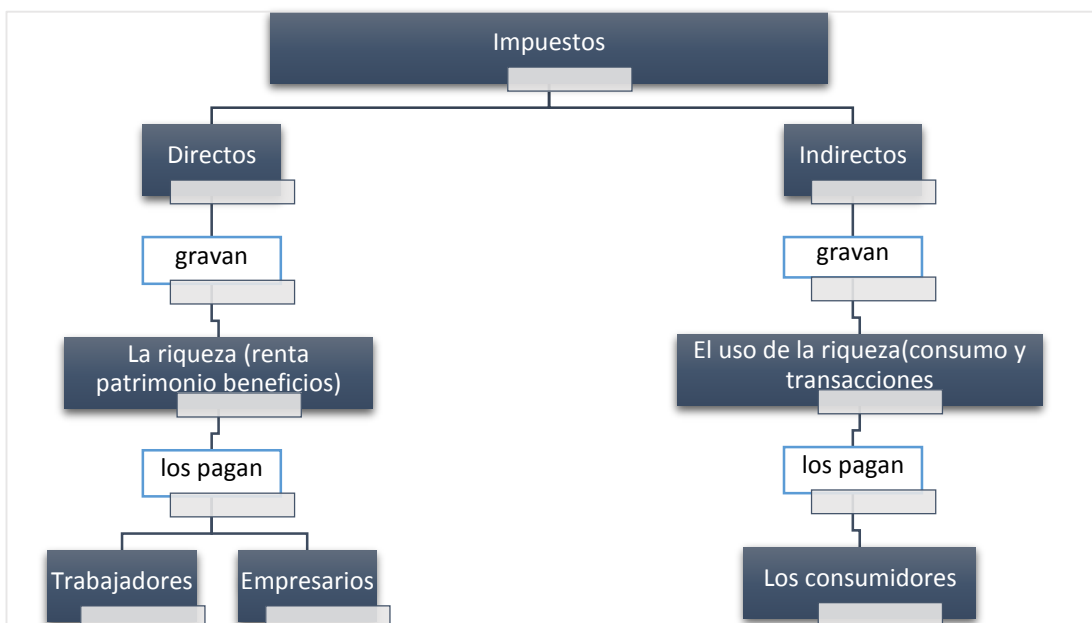 Impuestos
Directos
Indirectos
gravan
gravan
La riqueza (renta
patrimonio beneficios)
El uso de la riqueza(consumo y
transacciones
los pagan
los pagan
Trabajadores
Empresarios
Los consumidores